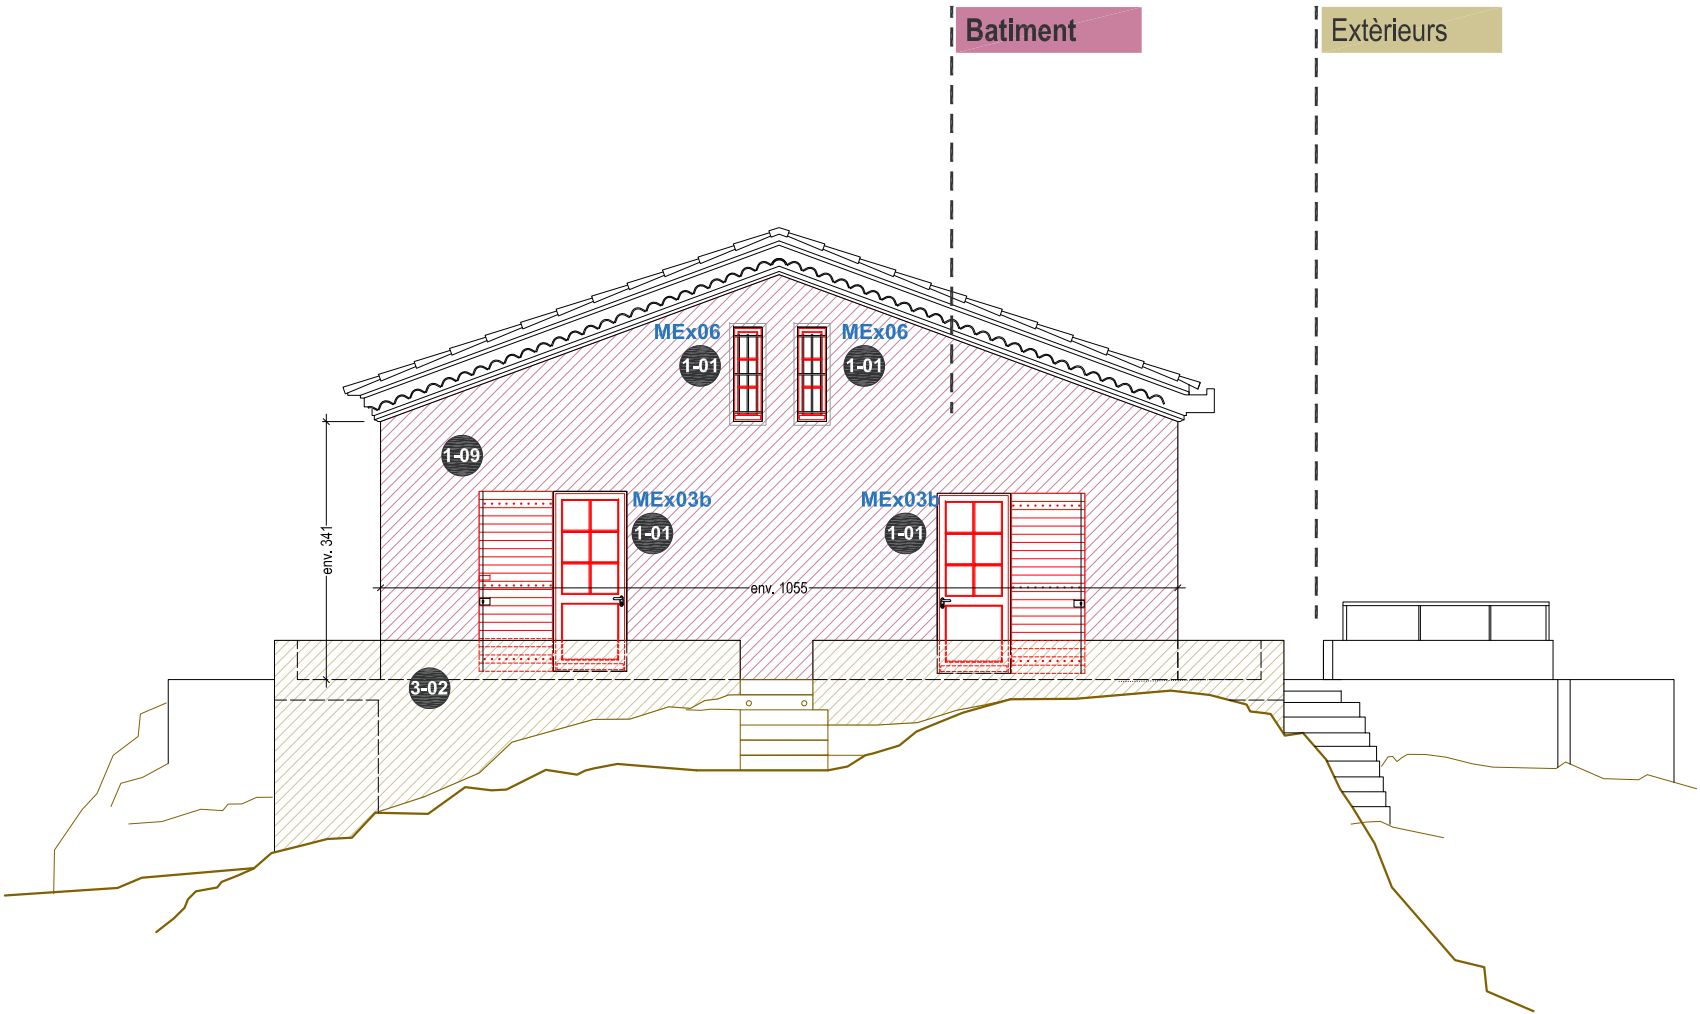 Batiment
Extèrieurs
MEx06
MEx06
1-01
1-01
1-09
MEx03b
MEx03b
1-01
1-01
env. 341
env. 1055
3-02